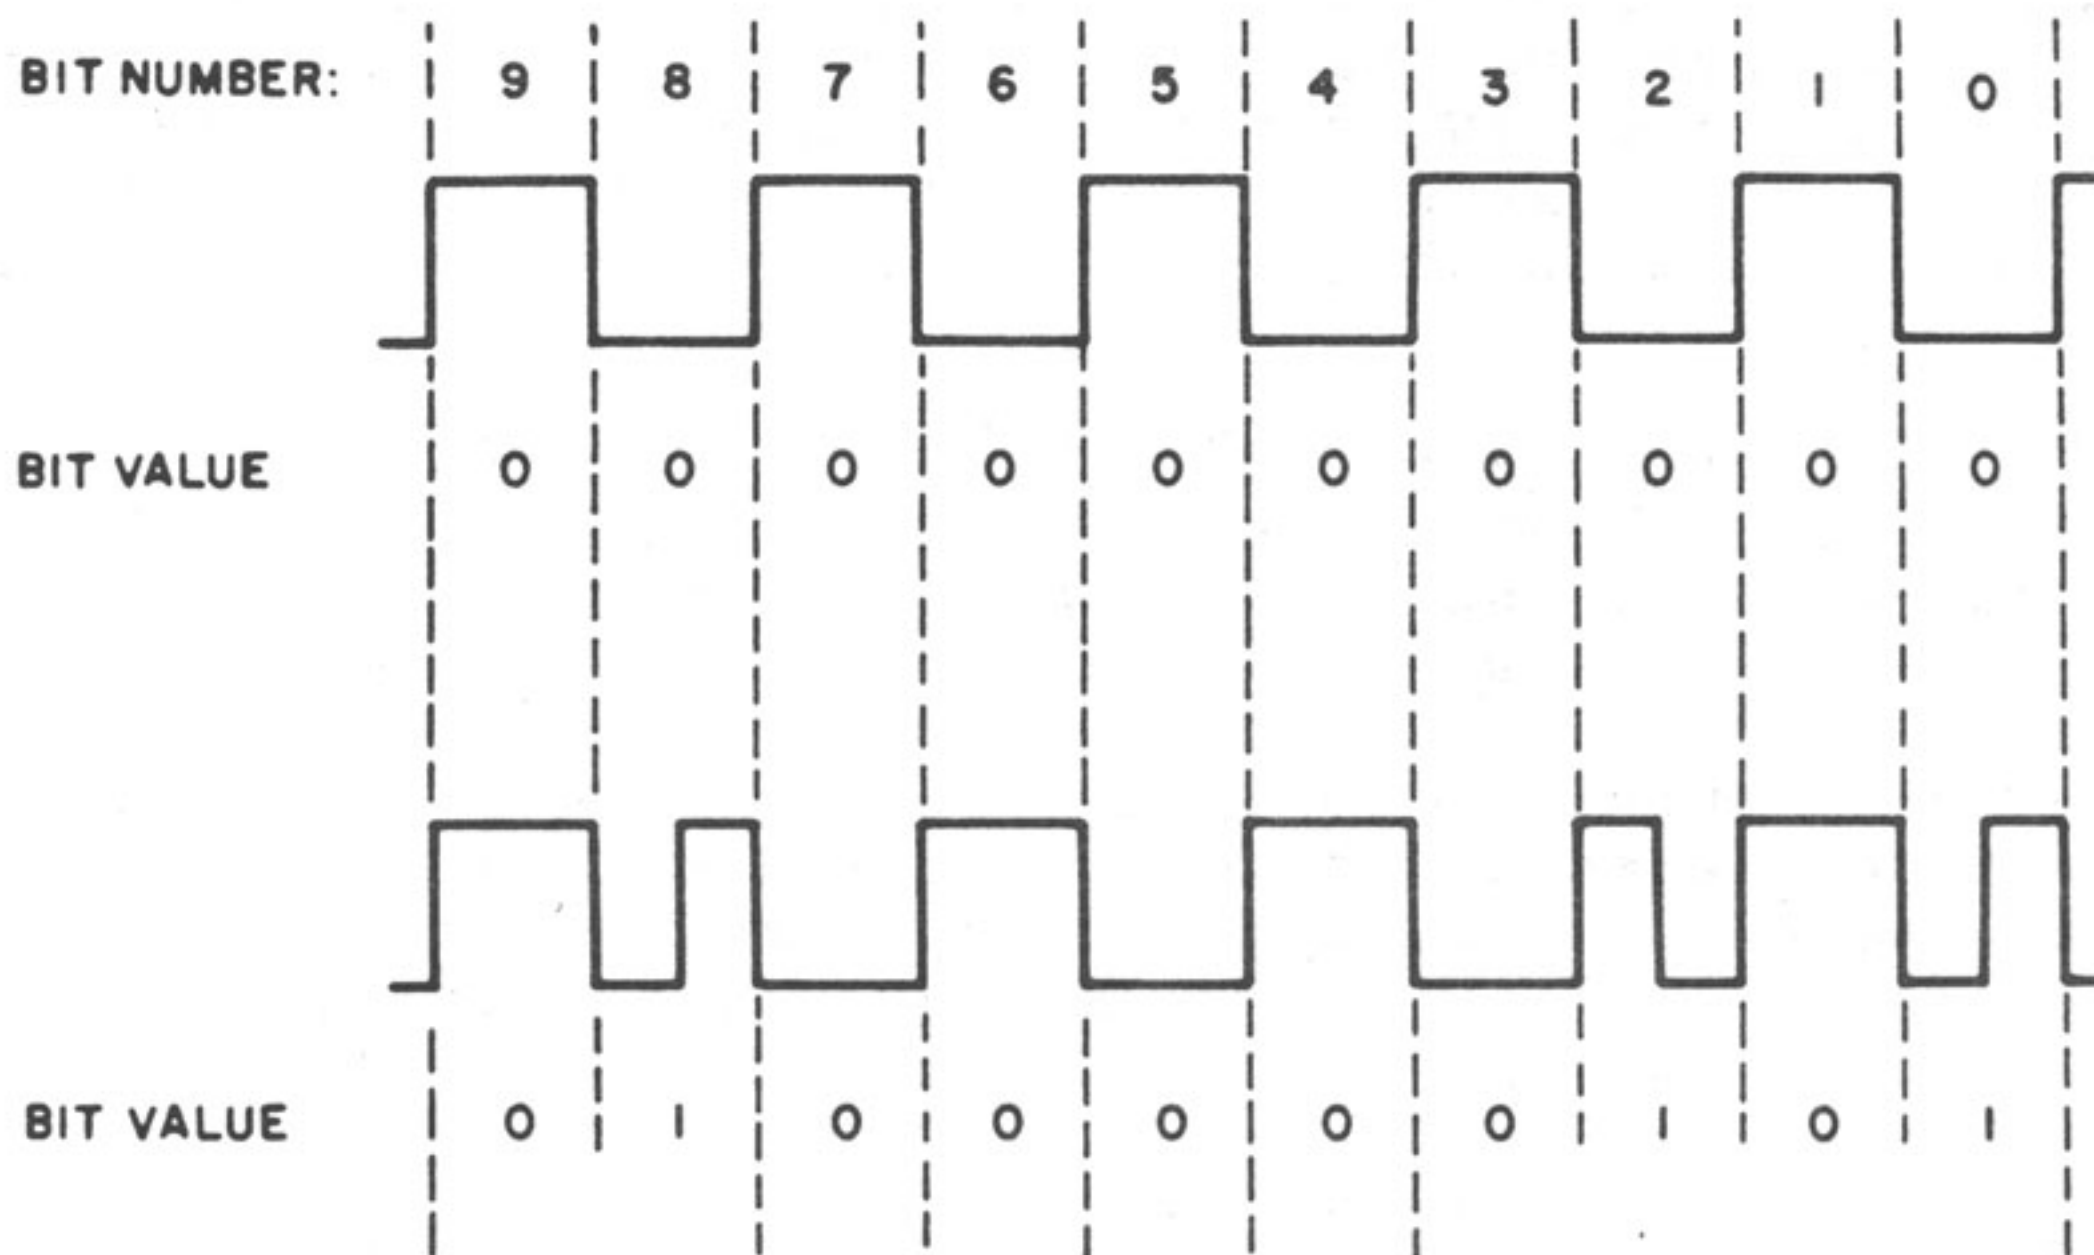 BIT NUMBER: 9 8 7 6 5 4 3 2 1 0
BIT VALUE 0 0 0 0 0 0 0 0 0 0
BIT VALUE 0 1 0 0 0 0 0 1 0 1